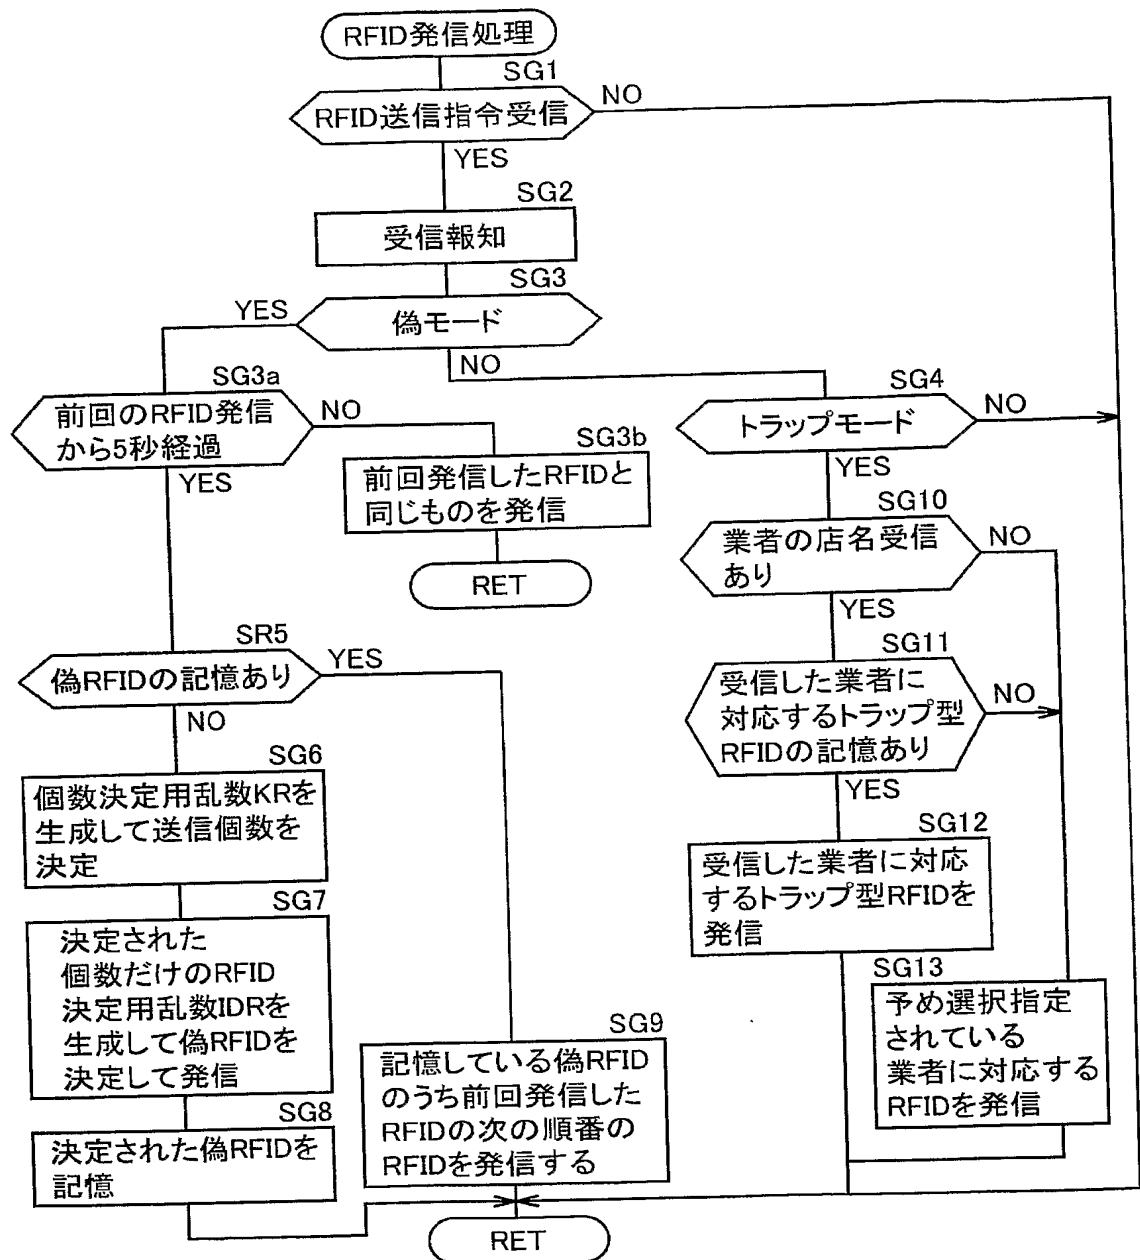 RFID発信処理
SG1
RFID送信指令受信
NO
YES
SG2
受信報知
SG3
偽モード
YES
NO
SG3a
前回のRFID発信
から5秒経過
NO
YES
SG3b
前回発信したRFIDと
同じものを発信
RET
SG4
トラップモード
NO
YES
SG10
業者の店名受信
あり
NO
YES
SR5
偽RFIDの記憶あり
YES
NO
SG11
受信した業者に
対応するトラップ型
RFIDの記憶あり
NO
YES
SG6
個数決定用乱数KRを
生成して送信個数を
決定
SG12
受信した業者に対応
するトラップ型RFIDを
発信
SG7
決定された
個数だけのRFID
決定用乱数IDRを
生成して偽RFIDを
決定して発信
SG13
予め選択指定
されている
業者に対応する
RFIDを発信
SG9
記憶している偽RFID
のうち前回発信した
RFIDの次の順番の
RFIDを発信する
SG8
決定された偽RFIDを
記憶
RET